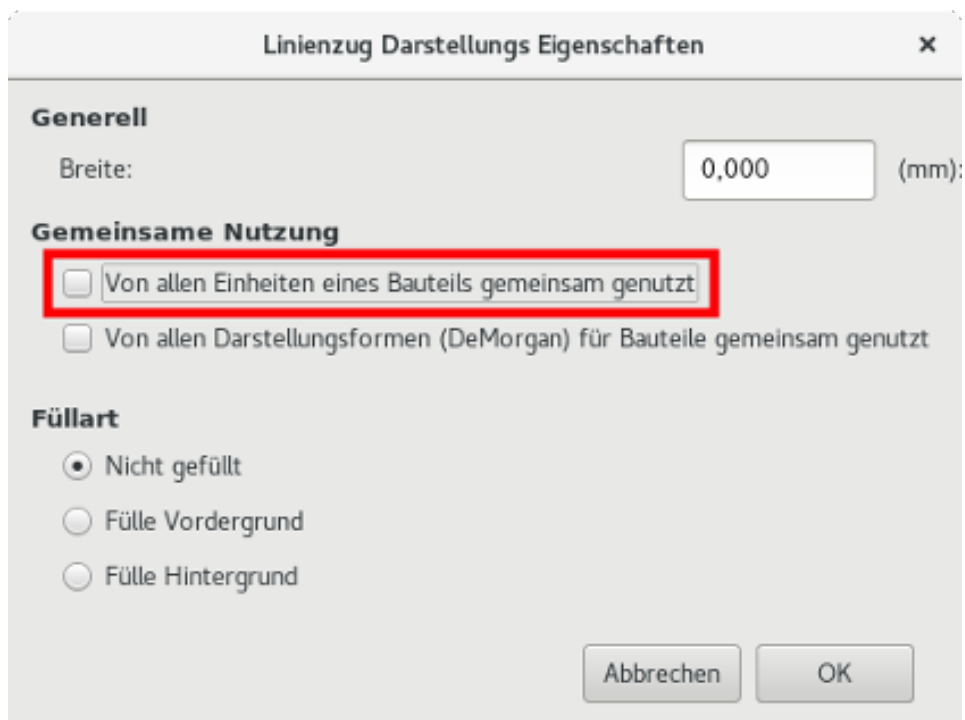 Linienzug Darstellungs Eigenschaften
Generell
Breite: 0,000 (mm):
Gemeinsame Nutzung
Von allen Einheiten eines Bauteils gemeinsam genutzt
Von allen Darstellungsformen (DeMorgan) für Bauteile gemeinsam genutzt
Füllart
Nicht gefüllt
Fülle Vordergrund
Fülle Hintergrund
Abbrechen OK